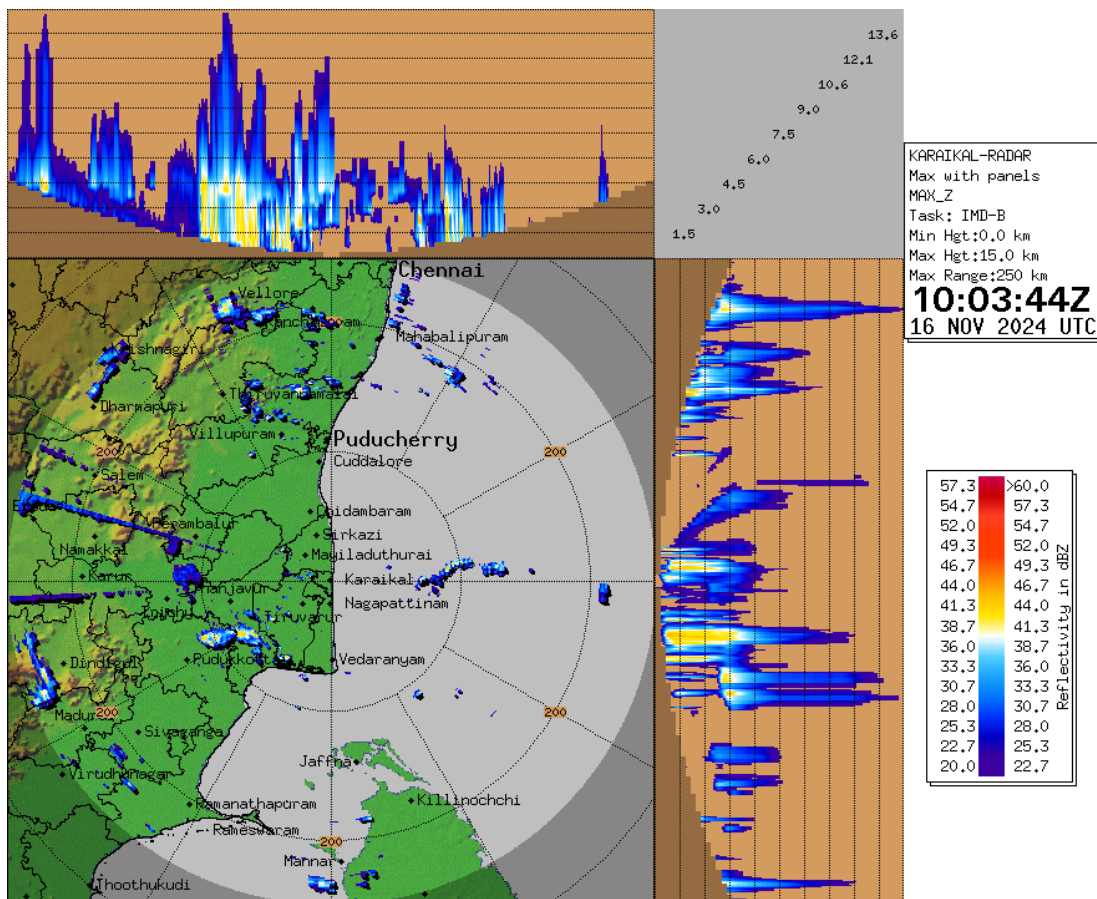 13.6
12.1
10.6
9.0
7.5
6.0
4.5
3.0
1.5
KARAIKAL-RADAR
Max with panels
MAX_Z
Task: IMD-B
Min Hgt:0.0 km
Max Hgt:15.0 km
Max Range:250 km
10:03:44Z
16 NOV 2024 UTC
Chennai
Vellore
200
Mahabalipuram
Krishnagiri
Dharmapuri
Villupuram
Puducherry
200
200
Cuddalore
Salem
Chidambaram
Perambalur
Sirkazi
Namakkal
Mayiladuthurai
Karur
Karaikal
Thanjavur
Nagapattinam
Tiruvarur
Dindigul
Pudukkot
Vedaranyam
200
200
Madur
Sivaganga
Jaffna
Virudhunagar
Ramanathapuram
Killinochchi
Rameswaram
200
Mannar
Thoothukudi
57.3 >60.0
54.7 57.3
52.0 54.7
49.3 52.0
46.7 49.3
44.0 46.7
41.3 44.0
38.7 41.3
36.0 38.7
33.3 36.0
30.7 33.3
28.0 30.7
25.3 28.0
22.7 25.3
20.0 22.7
Reflectivity in dBZ